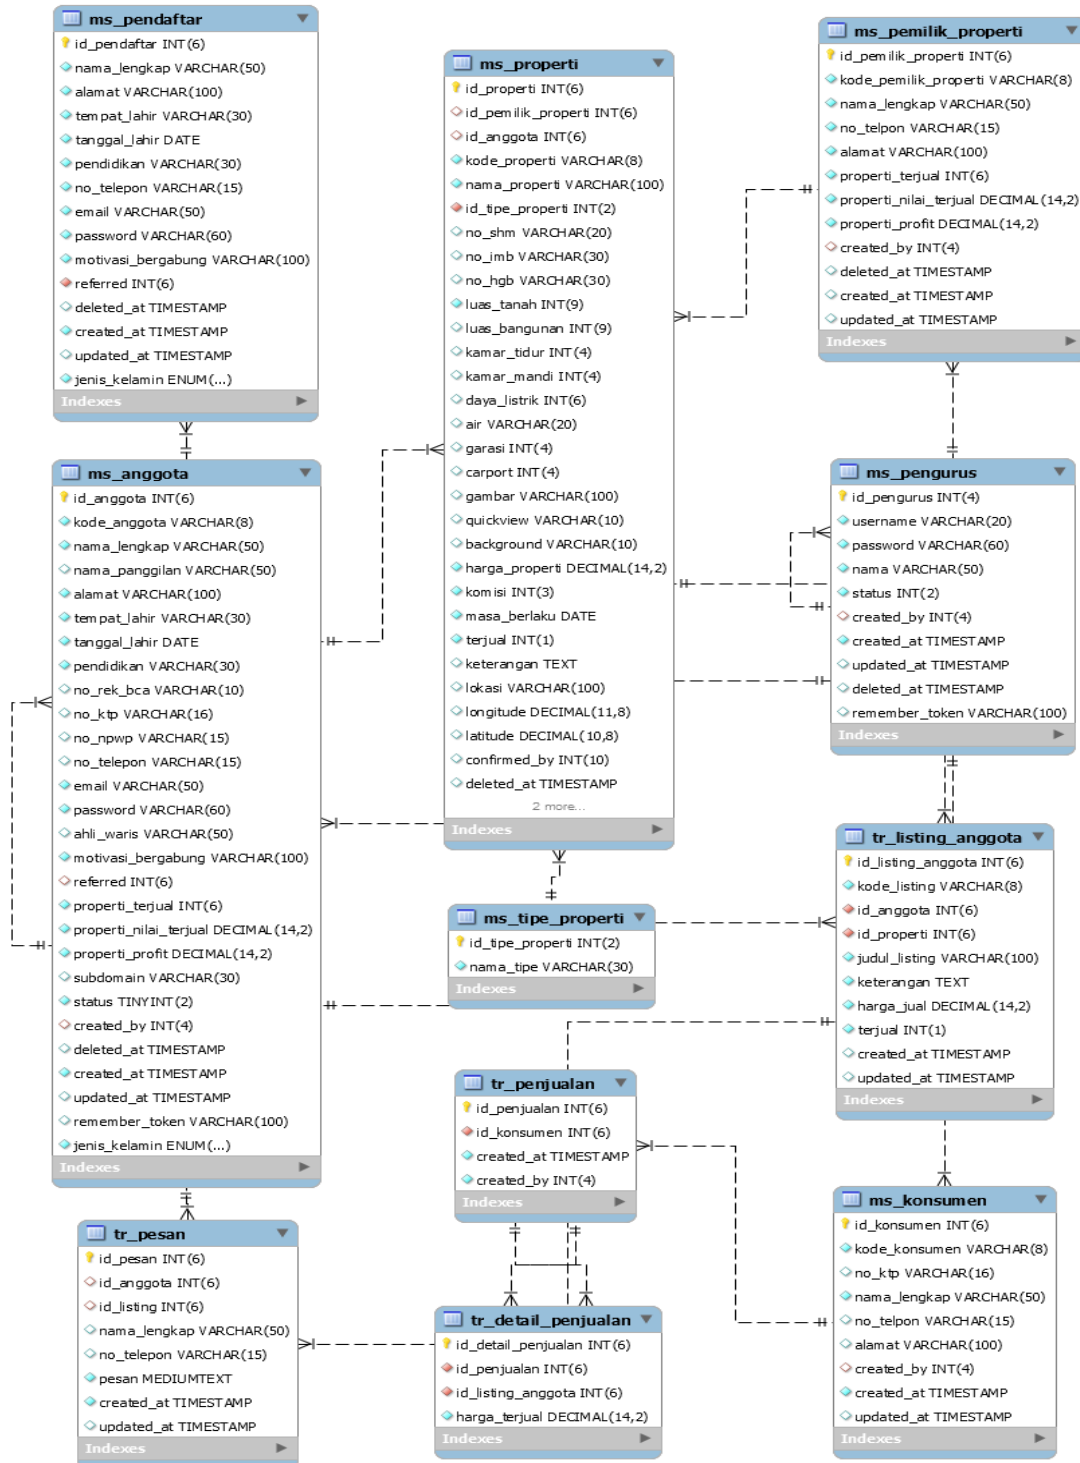 ms_pendaftar
id_pendaftar INT(6)
nama_lengkap VARCHAR(50)
alamat VARCHAR(100)
tempat_lahir VARCHAR(30)
tanggal_lahir DATE
pendidikan VARCHAR(30)
no_telepon VARCHAR(15)
email VARCHAR(50)
password VARCHAR(60)
motivasi_bergabung VARCHAR(100)
referred INT(6)
deleted_at TIMESTAMP
created_at TIMESTAMP
updated_at TIMESTAMP
jenis_kelamin ENUM(...)
Indexes
ms_anggota
id_anggota INT(6)
kode_anggota VARCHAR(8)
nama_lengkap VARCHAR(50)
nama_panggilan VARCHAR(50)
alamat VARCHAR(100)
tempat_lahir VARCHAR(30)
tanggal_lahir DATE
pendidikan VARCHAR(30)
no_rek_bca VARCHAR(10)
no_ktp VARCHAR(16)
no_npwp VARCHAR(15)
no_telepon VARCHAR(15)
email VARCHAR(50)
password VARCHAR(60)
ahli_waris VARCHAR(50)
motivasi_bergabung VARCHAR(100)
referred INT(6)
properti_terjual INT(6)
properti_nilai_terjual DECIMAL(14,2)
properti_profit DECIMAL(14,2)
subdomain VARCHAR(30)
status TINYINT(2)
created_by INT(4)
deleted_at TIMESTAMP
created_at TIMESTAMP
updated_at TIMESTAMP
remember_token VARCHAR(100)
jenis_kelamin ENUM(...)
Indexes
tr_pesan
id_pesan INT(6)
id_anggota INT(6)
id_listing INT(6)
nama_lengkap VARCHAR(50)
no_telepon VARCHAR(15)
pesan MEDIUMTEXT
created_at TIMESTAMP
updated_at TIMESTAMP
Indexes
ms_properti
id_properti INT(6)
id_pemilik_properti INT(6)
id_anggota INT(6)
kode_properti VARCHAR(8)
nama_properti VARCHAR(100)
id_tipe_properti INT(2)
no_shm VARCHAR(20)
no_imb VARCHAR(30)
no_hgb VARCHAR(30)
luas_tanah INT(9)
luas_bangunan INT(9)
kamar_tidur INT(4)
kamar_mandi INT(4)
daya_listrik INT(6)
air VARCHAR(20)
garasi INT(4)
carport INT(4)
gambar VARCHAR(100)
quickview VARCHAR(10)
background VARCHAR(10)
harga_properti DECIMAL(14,2)
komisi INT(3)
masa_berlaku DATE
terjual INT(1)
keterangan TEXT
lokasi VARCHAR(100)
longitude DECIMAL(11,8)
latitude DECIMAL(10,8)
confirmed_by INT(10)
deleted_at TIMESTAMP
2 more...
Indexes
ms_tipe_properti
id_tipe_properti INT(2)
nama_tipe VARCHAR(30)
Indexes
tr_penjualan
id_penjualan INT(6)
id_konsumen INT(6)
created_at TIMESTAMP
created_by INT(4)
Indexes
tr_detail_penjualan
id_detail_penjualan INT(6)
id_penjualan INT(6)
id_listing_anggota INT(6)
harga_terjual DECIMAL(14,2)
Indexes
ms_pemilik_properti
id_pemilik_properti INT(6)
kode_pemilik_properti VARCHAR(8)
nama_lengkap VARCHAR(50)
no_telpon VARCHAR(15)
alamat VARCHAR(100)
properti_terjual INT(6)
properti_nilai_terjual DECIMAL(14,2)
properti_profit DECIMAL(14,2)
created_by INT(4)
deleted_at TIMESTAMP
created_at TIMESTAMP
updated_at TIMESTAMP
Indexes
ms_pengurus
id_pengurus INT(4)
username VARCHAR(20)
password VARCHAR(60)
nama VARCHAR(50)
status INT(2)
created_by INT(4)
created_at TIMESTAMP
updated_at TIMESTAMP
deleted_at TIMESTAMP
remember_token VARCHAR(100)
Indexes
tr_listing_anggota
id_listing_anggota INT(6)
kode_listing VARCHAR(8)
id_anggota INT(6)
id_properti INT(6)
judul_listing VARCHAR(100)
keterangan TEXT
harga_jual DECIMAL(14,2)
terjual INT(1)
created_at TIMESTAMP
updated_at TIMESTAMP
Indexes
ms_konsumen
id_konsumen INT(6)
kode_konsumen VARCHAR(8)
no_ktp VARCHAR(16)
nama_lengkap VARCHAR(50)
no_telpon VARCHAR(15)
alamat VARCHAR(100)
created_by INT(4)
created_at TIMESTAMP
updated_at TIMESTAMP
Indexes